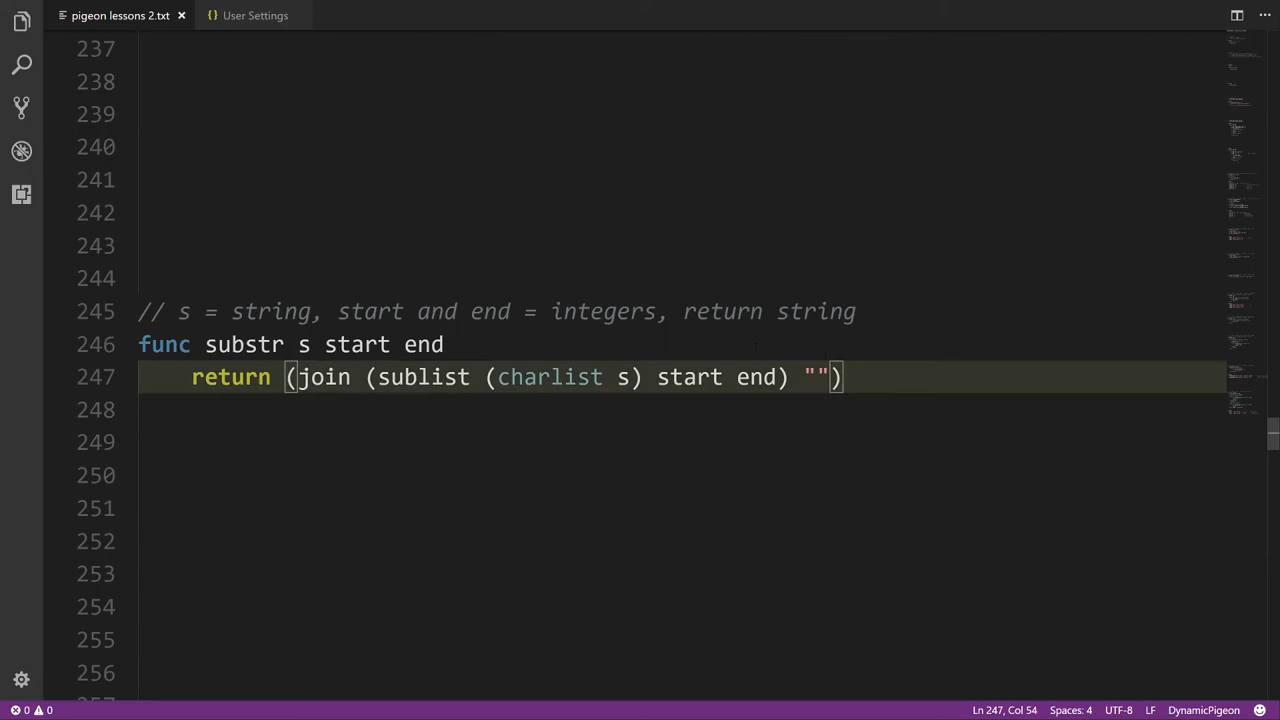 pigeon lessons 2.txt ×
{} User Settings
237
238
239
240
241
242
243
244
245 // s = string, start and end = integers, return string
246 func substr s start end
247 return (join (sublist (charlist s) start end) "")
248
249
250
251
252
253
254
255
256
0 0 Ln 247, Col 54 Spaces: 4 UTF-8 LF DynamicPigeon